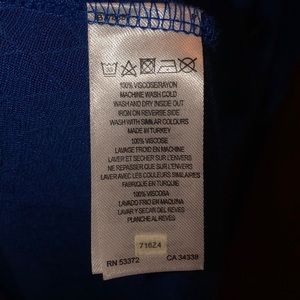 100% VISCOSE/RAYON
MACHINE WASH COLD
WASH AND DRY INSIDE OUT
IRON ON REVERSE SIDE
WASH WITH SIMILAR COLOURS
MADE IN TURKEY
100% VISCOSE
LAVAGE FROID EN MACHINE
LAVER ET SECHER SUR L'ENVERS
NE REPASSER QUE SUR L'ENVERS
LAVER AVEC LES COULEURS SIMILAIRES
FABRIQUE EN TURQUIE
100% VISCOSA
LAVADO FRIO EN MAQUINA
LAVAR Y SECAR DEL REVES
PLANCHE AL REVES
71624
RN 53372 CA 34338